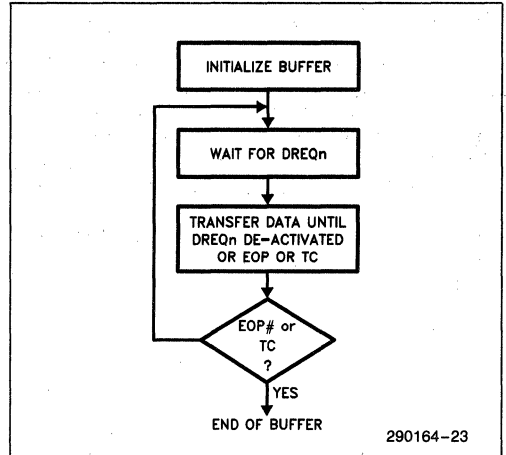 INITIALIZE BUFFER
WAIT FOR DREQn
TRANSFER DATA UNTIL
DREQn DE-ACTIVATED
OR EOP OR TC
EOP# or
TC
?
YES
END OF BUFFER
290164-23